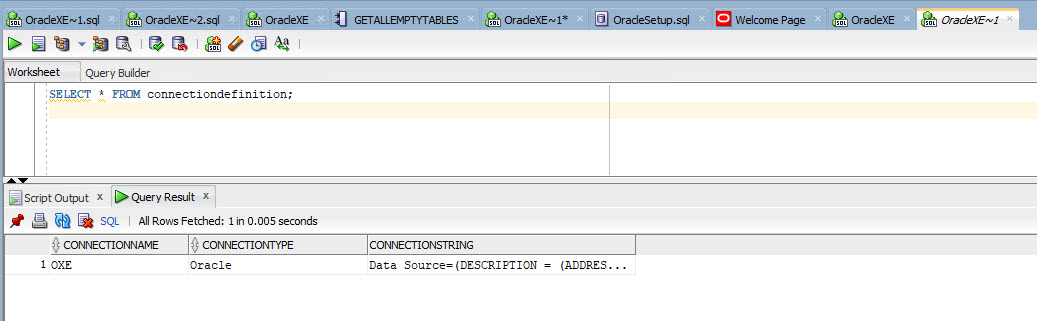 OracleXE~1.sql OracleXE~2.sql OracleXE GETALLEMPTYTABLES OracleXE~1* OracleSetup.sql Welcome Page OracleXE OracleXE~1
Worksheet Query Builder
SELECT * FROM connectiondefinition;
Script Output x Query Result x
SQL | All Rows Fetched: 1 in 0.005 seconds
CONNECTIONNAME CONNECTIONTYPE CONNECTIONSTRING
1 OXE Oracle Data Source=(DESCRIPTION = (ADDRES...